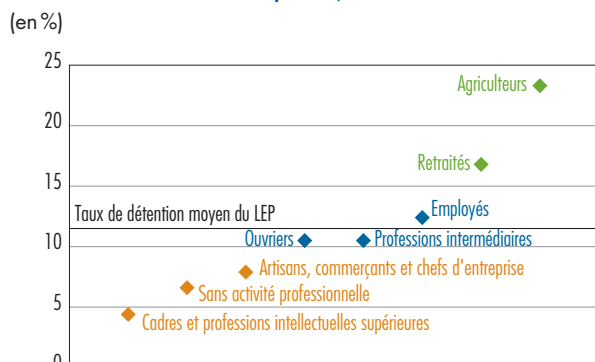 (en %)
25
Agriculteurs
20
Retraités
15
Employés
Taux de détention moyen du LEP
10
Ouvriers
Professions intermédiaires
Artisans, commerçants et chefs d'entreprise
Sans activité professionnelle
5
Cadres et professions intellectuelles supérieures
0